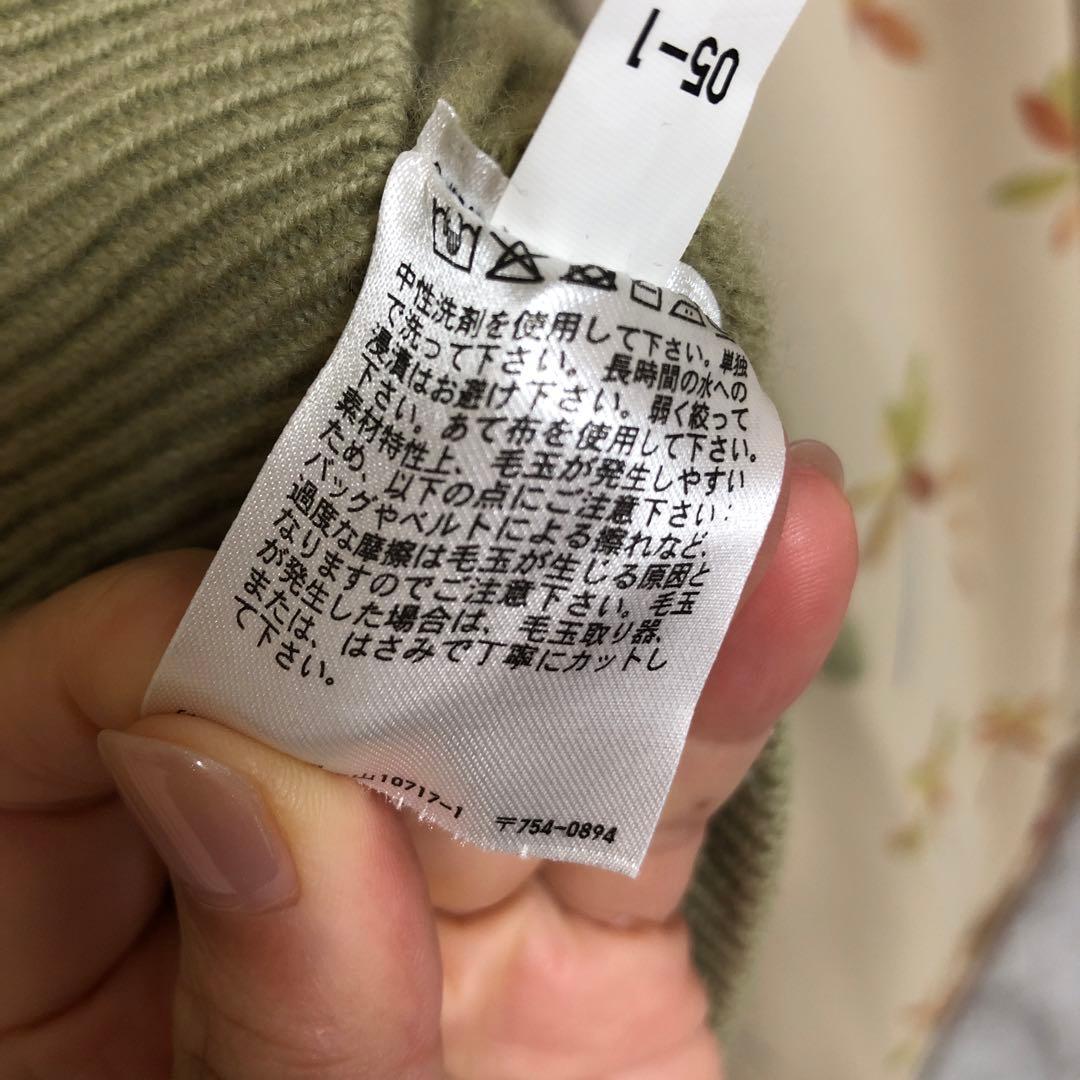 05-1
中性洗剤を使用して下さい。単独
で洗って下さい。長時間の水への
浸漬はお避け下さい。弱く絞って
下さい。あて布を使用して下さい。
素材特性上、毛玉が発生しやすい
ため、以下の点にご注意下さい：
バッグやベルトによる擦れなど、
過度な摩擦は毛玉が生じる原因と
なりますのでご注意下さい。毛玉
が発生した場合は、毛玉取り器、
または、はさみで丁寧にカットし
て下さい。
10717-1
〒754-0894